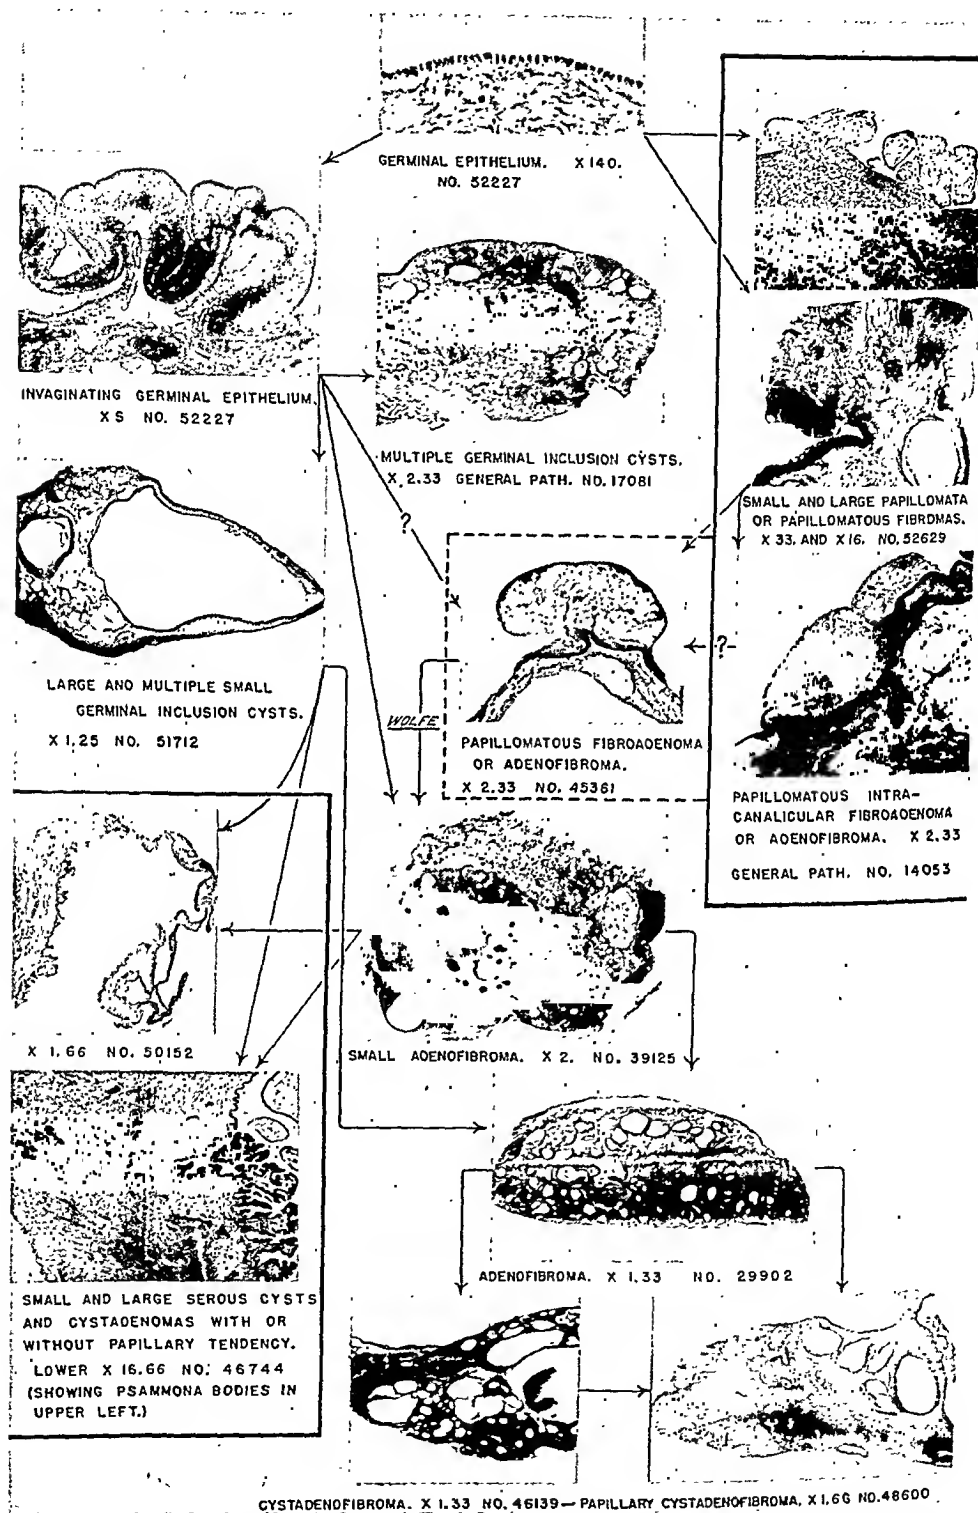 GERMINAL EPITHELIUM. X 140.
NO. 52227
INVAGINATING GERMINAL EPITHELIUM.
X S NO. 52227
MULTIPLE GERMINAL INCLUSION CYSTS.
X 2.33 GENERAL PATH. NO. 17081
?
SMALL AND LARGE PAPILLOMATA
OR PAPILLOMATOUS FIBROMAS.
X 33. AND X 16. NO. 52629
LARGE AND MULTIPLE SMALL
GERMINAL INCLUSION CYSTS.
X 1.25 NO. 51712
?
WOLFE
PAPILLOMATOUS FIBROAOENOMA
OR ADENOFIBROMA.
X 2.33 NO. 45361
PAPILLOMATOUS INTRA-
CANALICULAR FIBROAOENOMA
OR AOENOFIBROMA. X 2.33
GENERAL PATH. NO. 14053
X 1.66 NO. 50152
SMALL AOENOFIBROMA. X 2. NO. 39125
ADENOFIBROMA. X 1.33 NO. 29902
SMALL AND LARGE SEROUS CYSTS
AND CYSTADENOMAS WITH OR
WITHOUT PAPILLARY TENDENCY.
LOWER X 16.66 NO. 46744
(SHOWING PSAMMONA BODIES IN
UPPER LEFT.)
CYSTADENOFIBROMA. X 1.33 NO. 46139 — PAPILLARY CYSTADENOFIBROMA, X 1.66 NO. 48600